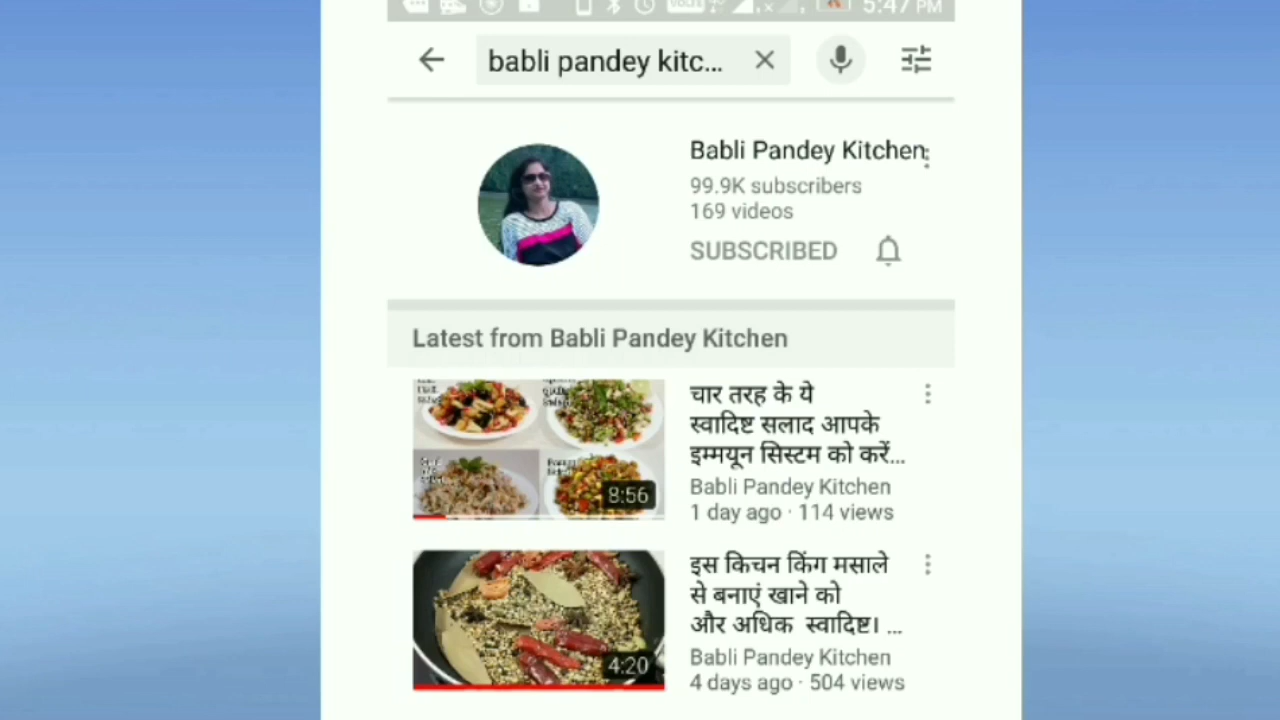 5:47 PM
babli pandey kitc...
Babli Pandey Kitchen
99.9K subscribers
169 videos
SUBSCRIBED
Latest from Babli Pandey Kitchen
चार तरह के ये
स्वादिष्ट सलाद आपके
इम्मयून सिस्टम को करें...
8:56
Babli Pandey Kitchen
1 day ago · 114 views
इस किचन किंग मसाले
से बनाएं खाने को
और अधिक स्वादिष्ट। ...
4:20
Babli Pandey Kitchen
4 days ago · 504 views